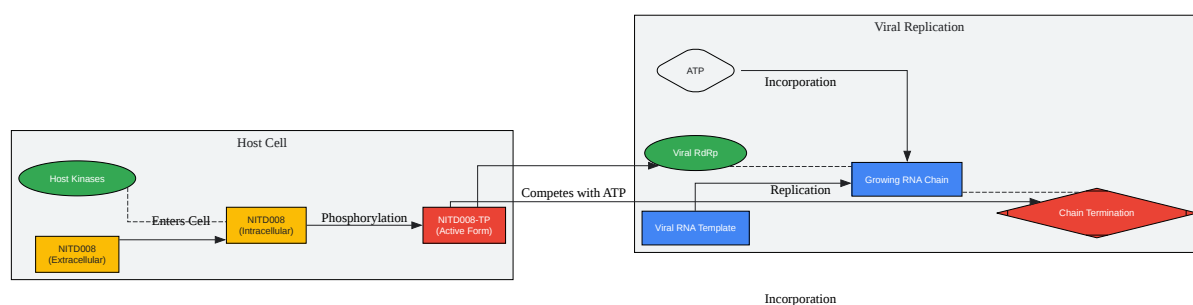 Viral Replication
ATP
Incorporation
Host Cell
Host Kinases
Viral RdRp
Growing RNA Chain
Competes with ATP
Replication
Enters Cell
NITD008
(Intracellular)
Phosphorylation
NITD008-TP
(Active Form)
Viral RNA Template
Chain Termination
NITD008
(Extracellular)
Incorporation